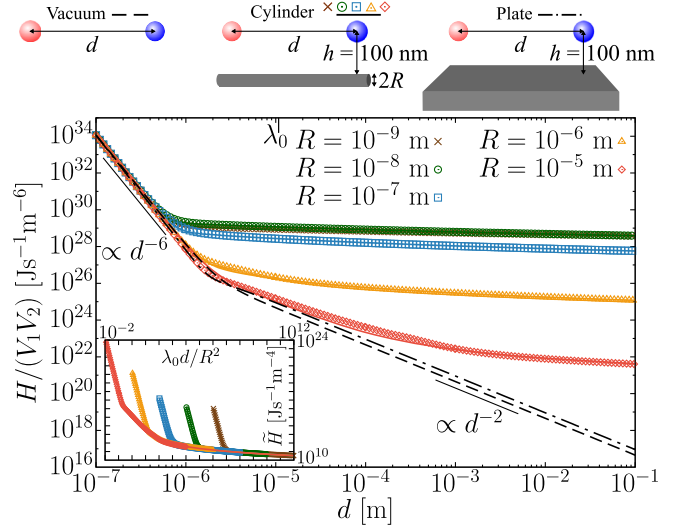 Vacuum Cylinder Plate
d d d
h = 100 nm h = 100 nm
2R
λ0
R = 10^-9 m R = 10^-6 m
R = 10^-8 m R = 10^-5 m
R = 10^-7 m
H/(V1V2) [Js^-1m^-6]
10^34
10^32
10^30
10^28
10^26
10^24
10^22
10^20
10^18
10^16
∝ d^-6
∝ d^-2
10^-2 10^12
λ0d/R^2
10^24
H̃ [Js^-1m^-4]
10^10
10^-7 10^-6 10^-5 10^-4 10^-3 10^-2 10^-1
d [m]